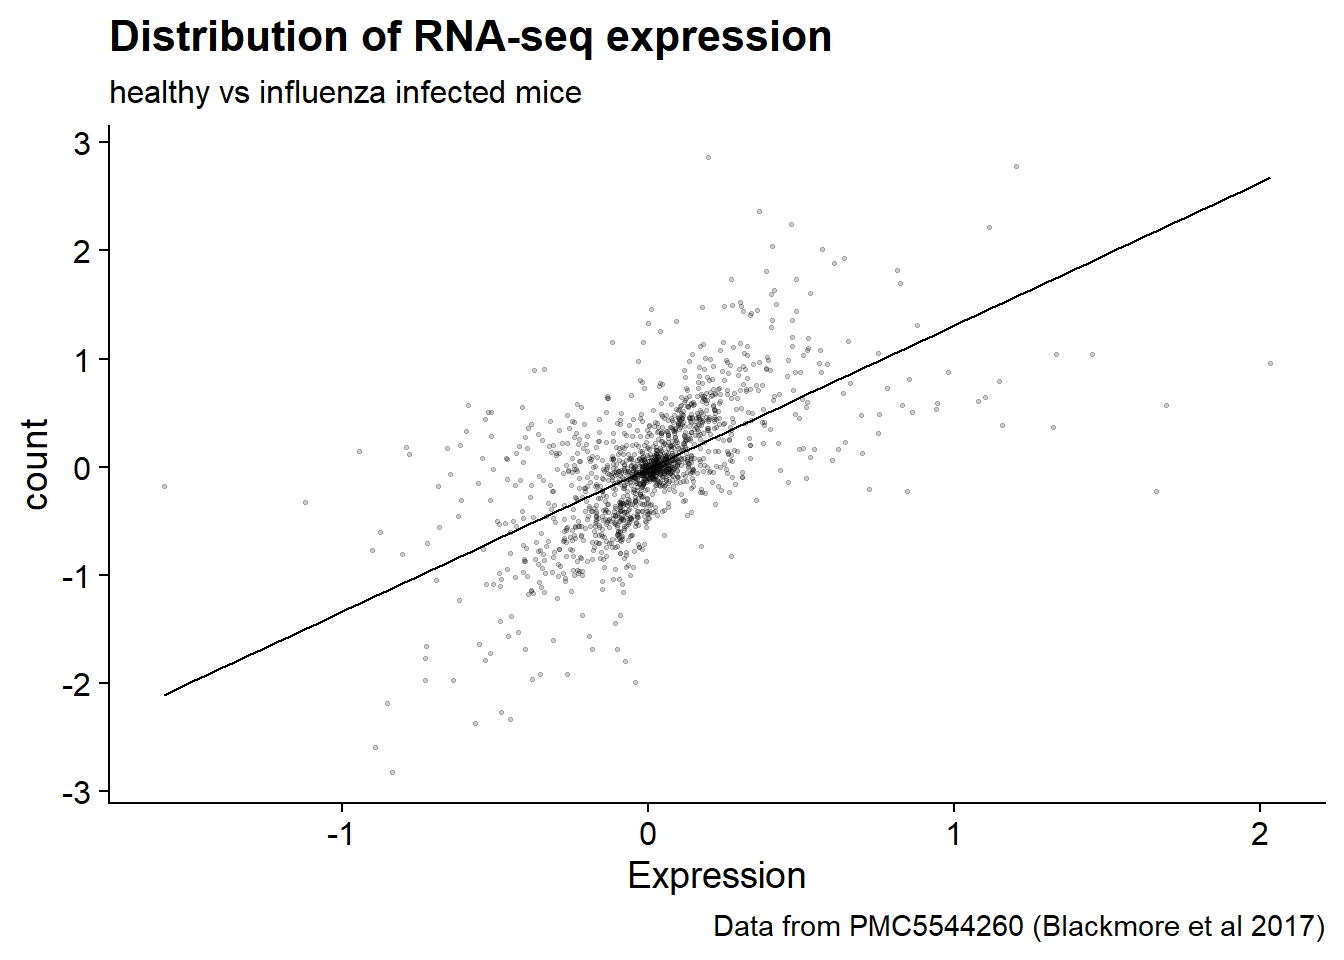 Distribution of RNA-seq expression
healthy vs influenza infected mice
3
2
1
0
-1
-2
-3
count
-1 0 1 2
Expression
Data from PMC5544260 (Blackmore et al 2017)